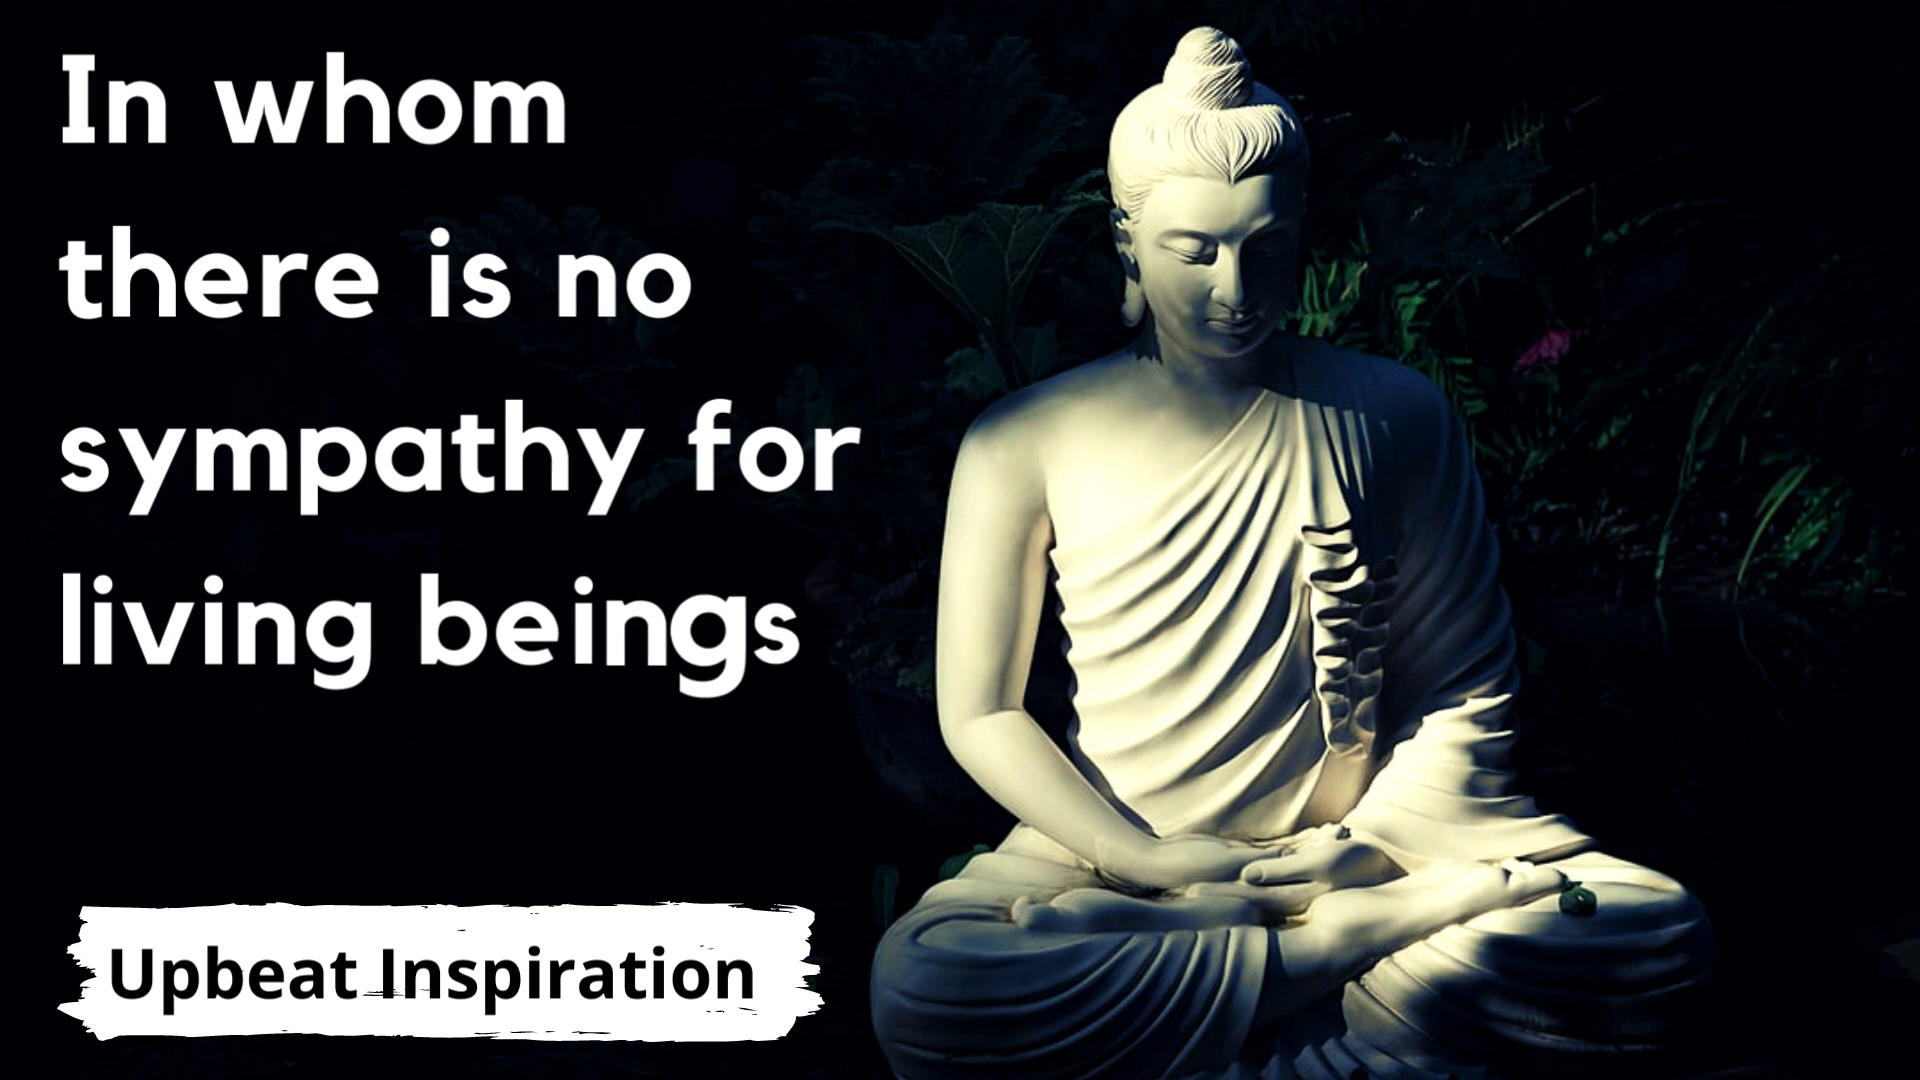 In whom
there is no
sympathy for
living beings
Upbeat Inspiration